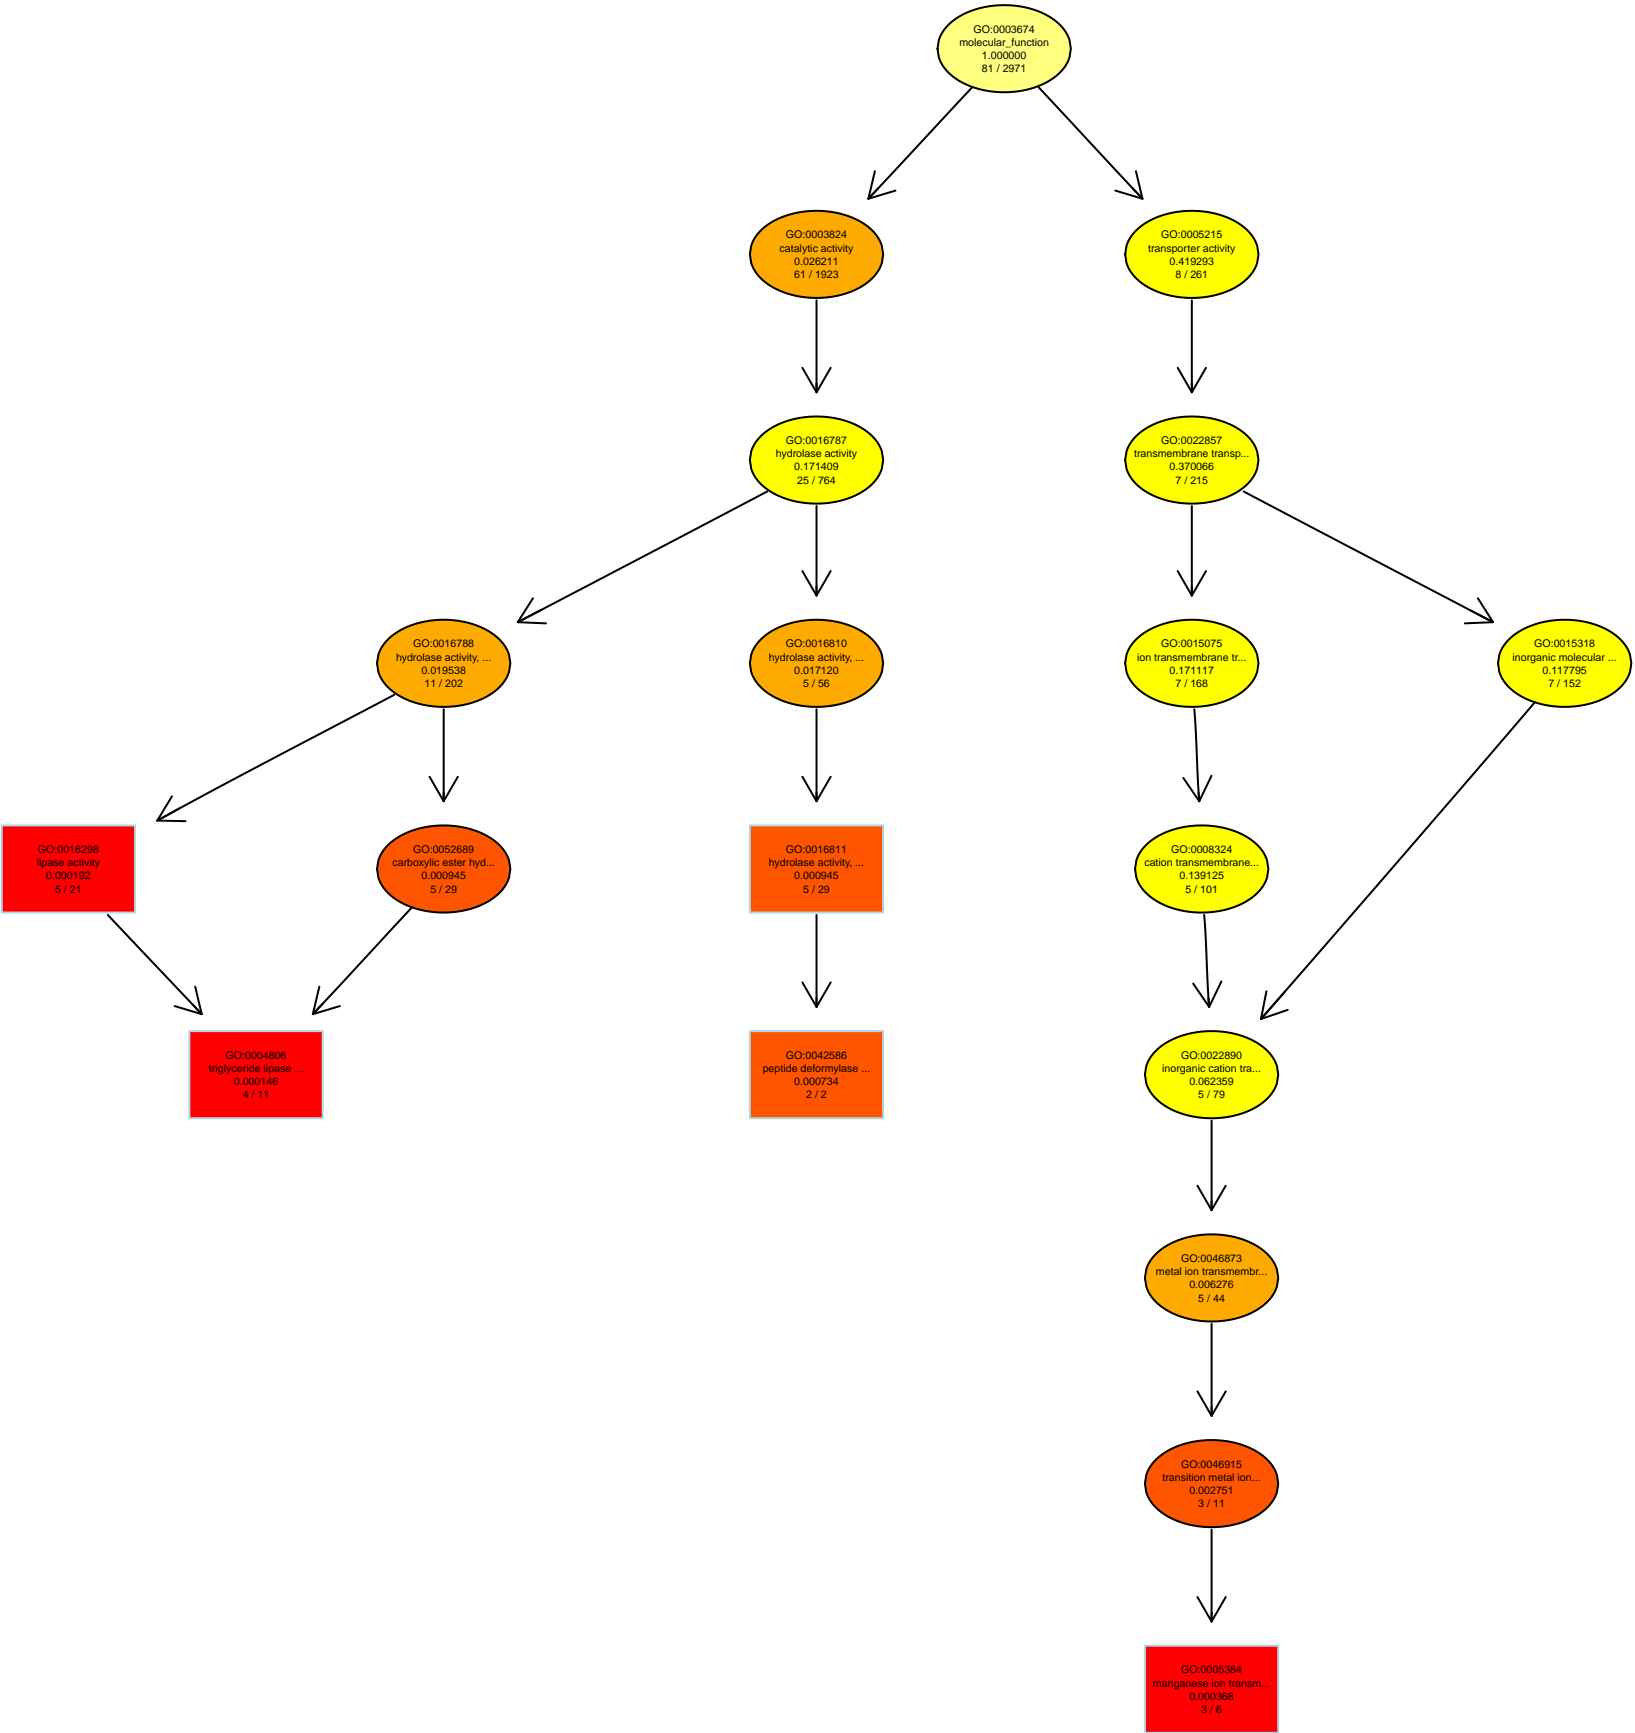 GO:0003674
molecular_function
1.000000
81 / 2971
GO:0003824
catalytic activity
0.026211
61 / 1923
GO:0005215
transporter activity
0.419293
8 / 261
GO:0016787
hydrolase activity
0.171409
25 / 764
GO:0022857
transmembrane transp...
0.370066
7 / 215
GO:0016788
hydrolase activity, ...
0.019538
11 / 202
GO:0016810
hydrolase activity, ...
0.017120
5 / 56
GO:0015075
ion transmembrane tr...
0.171117
7 / 168
GO:0015318
inorganic molecular ...
0.117795
7 / 152
GO:0016298
lipase activity
0.000192
5 / 21
GO:0052689
carboxylic ester hyd...
0.000945
5 / 29
GO:0016811
hydrolase activity, ...
0.000945
5 / 29
GO:0008324
cation transmembrane...
0.139125
5 / 101
GO:0004806
triglyceride lipase ...
0.000146
4 / 11
GO:0042586
peptide deformylase ...
0.000734
2 / 2
GO:0022890
inorganic cation tra...
0.062359
5 / 79
GO:0046873
metal ion transmembr...
0.006276
5 / 44
GO:0046915
transition metal ion...
0.002751
3 / 11
GO:0005384
manganese ion transm...
0.000368
3 / 6